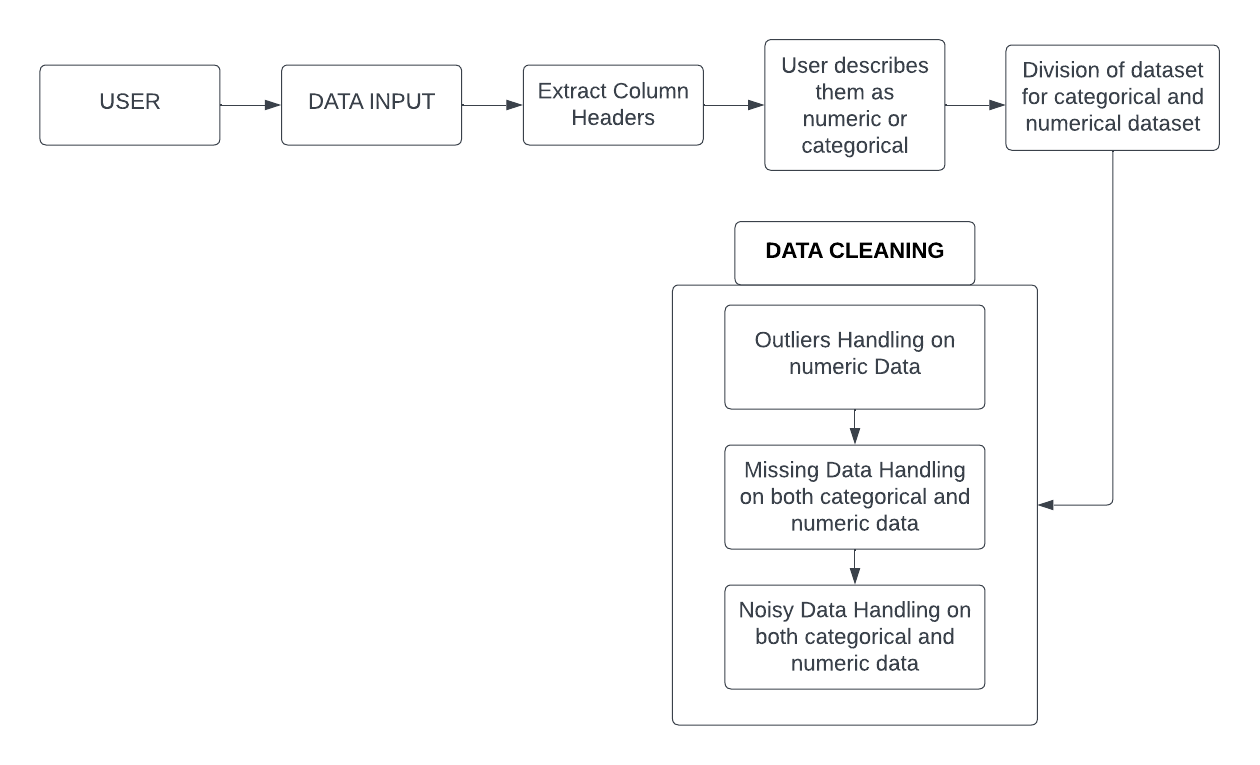 USER
DATA INPUT
Extract Column
Headers
User describes
them as
numeric or
categorical
Division of dataset
for categorical and
numerical dataset
DATA CLEANING
Outliers Handling on
numeric Data
Missing Data Handling
on both categorical and
numeric data
Noisy Data Handling on
both categorical and
numeric data